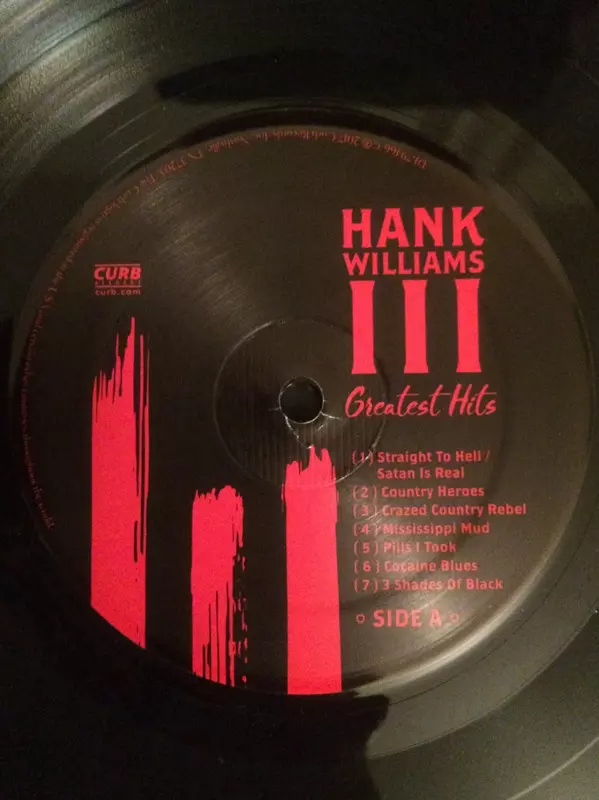 HANK
WILLIAMS
III
Greatest Hits
CURB
RECORDS
curb.com
(1) Straight To Hell /
Satan Is Real
(2) Country Heroes
(3) Crazed Country Rebel
(4) Mississippi Mud
(5) Pills I Took
(6) Cocaine Blues
(7) 3 Shades Of Black
SIDE A